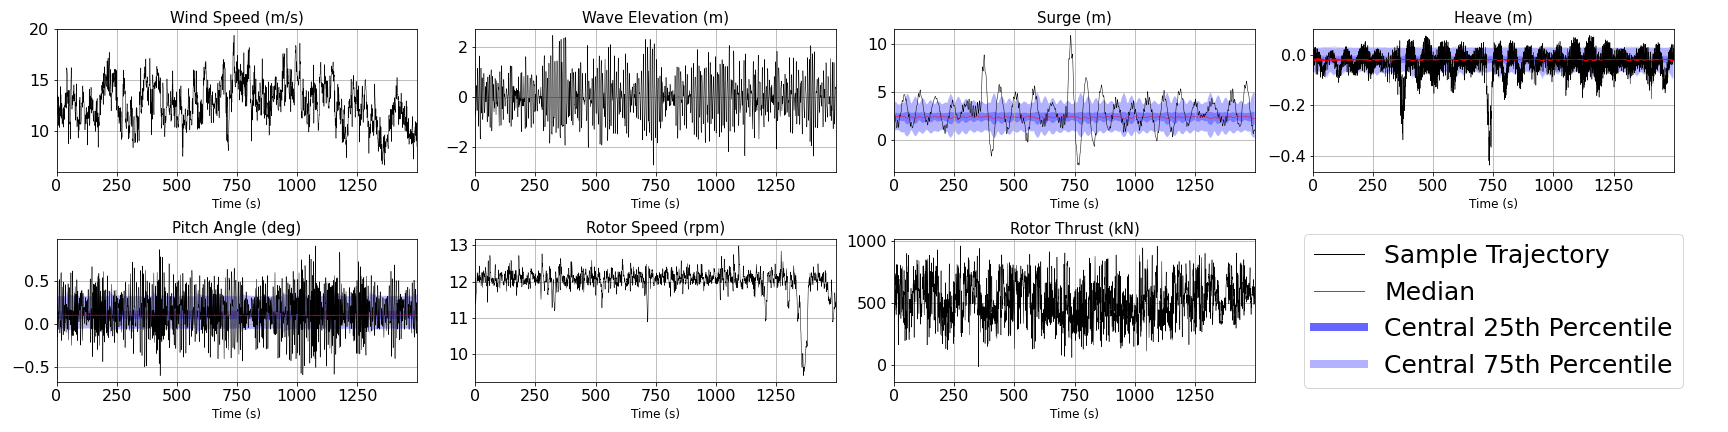 Wind Speed (m/s)
20
15
10
0 250 500 750 1000 1250
Time (s)
Wave Elevation (m)
2
0
−2
0 250 500 750 1000 1250
Time (s)
Surge (m)
10
5
0
0 250 500 750 1000 1250
Time (s)
Heave (m)
0.0
−0.2
−0.4
0 250 500 750 1000 1250
Time (s)
Pitch Angle (deg)
0.5
0.0
−0.5
0 250 500 750 1000 1250
Time (s)
Rotor Speed (rpm)
13
12
11
10
0 250 500 750 1000 1250
Time (s)
Rotor Thrust (kN)
1000
500
0
0 250 500 750 1000 1250
Time (s)
Sample Trajectory
Median
Central 25th Percentile
Central 75th Percentile